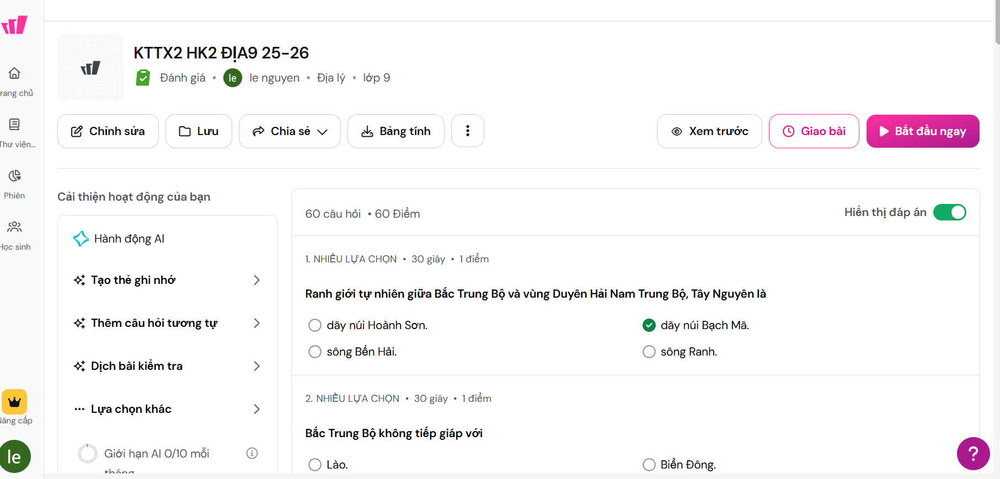 KTTX2 HK2 ĐỊA9 25-26
Đánh giá • le le nguyen • Địa lý • lớp 9
Chỉnh sửa
Lưu
Chia sẻ
Bảng tính
Xem trước
Giao bài
Bắt đầu ngay
rang chủ
Thư viện...
Phiên
Học sinh
Nâng cấp
le
Cải thiện hoạt động của bạn
Hành động AI
Tạo thẻ ghi nhớ
Thêm câu hỏi tương tự
Dịch bài kiểm tra
Lựa chọn khác
Giới hạn AI 0/10 mỗi
tháng
60 câu hỏi • 60 Điểm
Hiển thị đáp án
1. NHIỀU LỰA CHỌN • 30 giây • 1 điểm
Ranh giới tự nhiên giữa Bắc Trung Bộ và vùng Duyên Hải Nam Trung Bộ, Tây Nguyên là
dãy núi Hoành Sơn.
dãy núi Bạch Mã.
sông Bến Hải.
sông Ranh.
2. NHIỀU LỰA CHỌN • 30 giây • 1 điểm
Bắc Trung Bộ không tiếp giáp với
Lào.
Biển Đông.
?